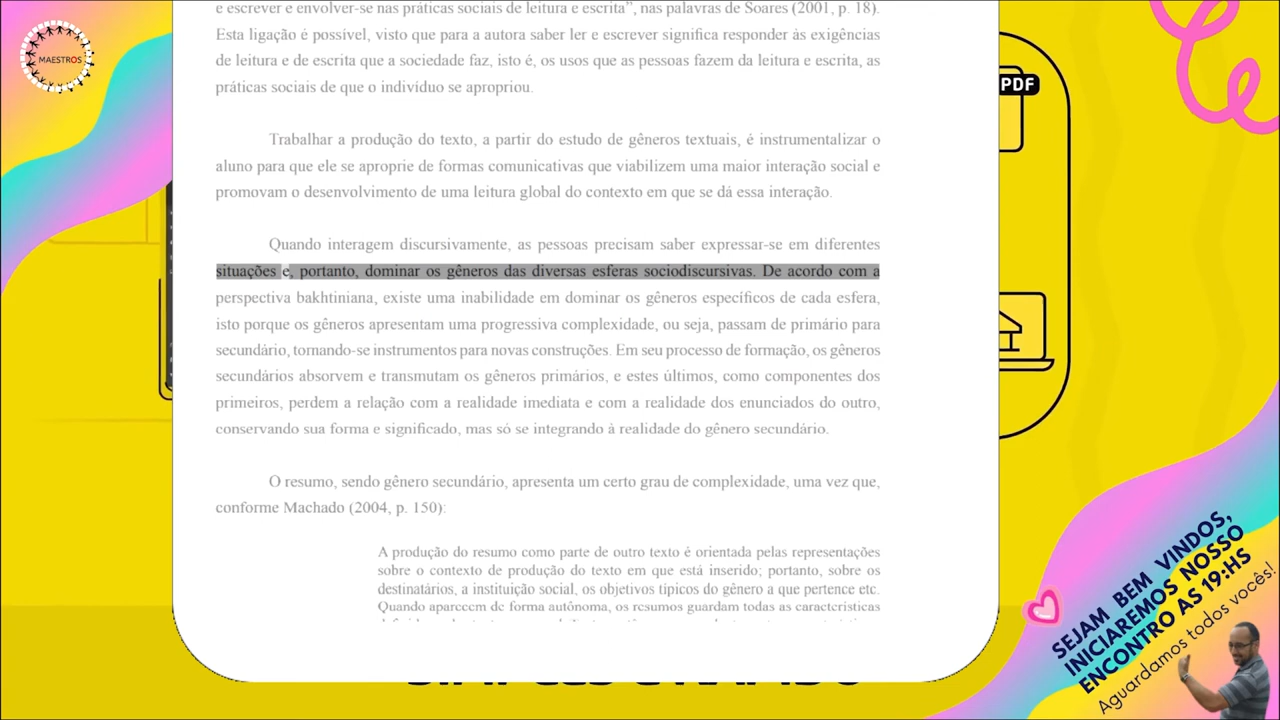 MAESTROS
e escrever e envolver-se nas práticas sociais de leitura e escrita”, nas palavras de Soares (2001, p. 18).
Esta ligação é possível, visto que para a autora saber ler e escrever significa responder às exigências
de leitura e de escrita que a sociedade faz, isto é, os usos que as pessoas fazem da leitura e escrita, as
práticas sociais de que o indivíduo se apropriou.
Trabalhar a produção do texto, a partir do estudo de gêneros textuais, é instrumentalizar o
aluno para que ele se aproprie de formas comunicativas que viabilizem uma maior interação social e
promovam o desenvolvimento de uma leitura global do contexto em que se dá essa interação.
Quando interagem discursivamente, as pessoas precisam saber expressar-se em diferentes
situações e, portanto, dominar os gêneros das diversas esferas sociodiscursivas. De acordo com a
perspectiva bakhtiniana, existe uma inabilidade em dominar os gêneros específicos de cada esfera,
isto porque os gêneros apresentam uma progressiva complexidade, ou seja, passam de primário para
secundário, tornando-se instrumentos para novas construções. Em seu processo de formação, os gêneros
secundários absorvem e transmutam os gêneros primários, e estes últimos, como componentes dos
primeiros, perdem a relação com a realidade imediata e com a realidade dos enunciados do outro,
conservando sua forma e significado, mas só se integrando à realidade do gênero secundário.
O resumo, sendo gênero secundário, apresenta um certo grau de complexidade, uma vez que,
conforme Machado (2004, p. 150):
A produção do resumo como parte de outro texto é orientada pelas representações
sobre o contexto de produção do texto em que está inserido; portanto, sobre os
destinatários, a instituição social, os objetivos típicos do gênero a que pertence etc.
Quando aparecem de forma autônoma, os resumos guardam todas as características
PDF
SEJAM BEM VINDOS,
INICIAREMOS NOSSO
ENCONTRO AS 19:HS
Aguardamos todos vocês!